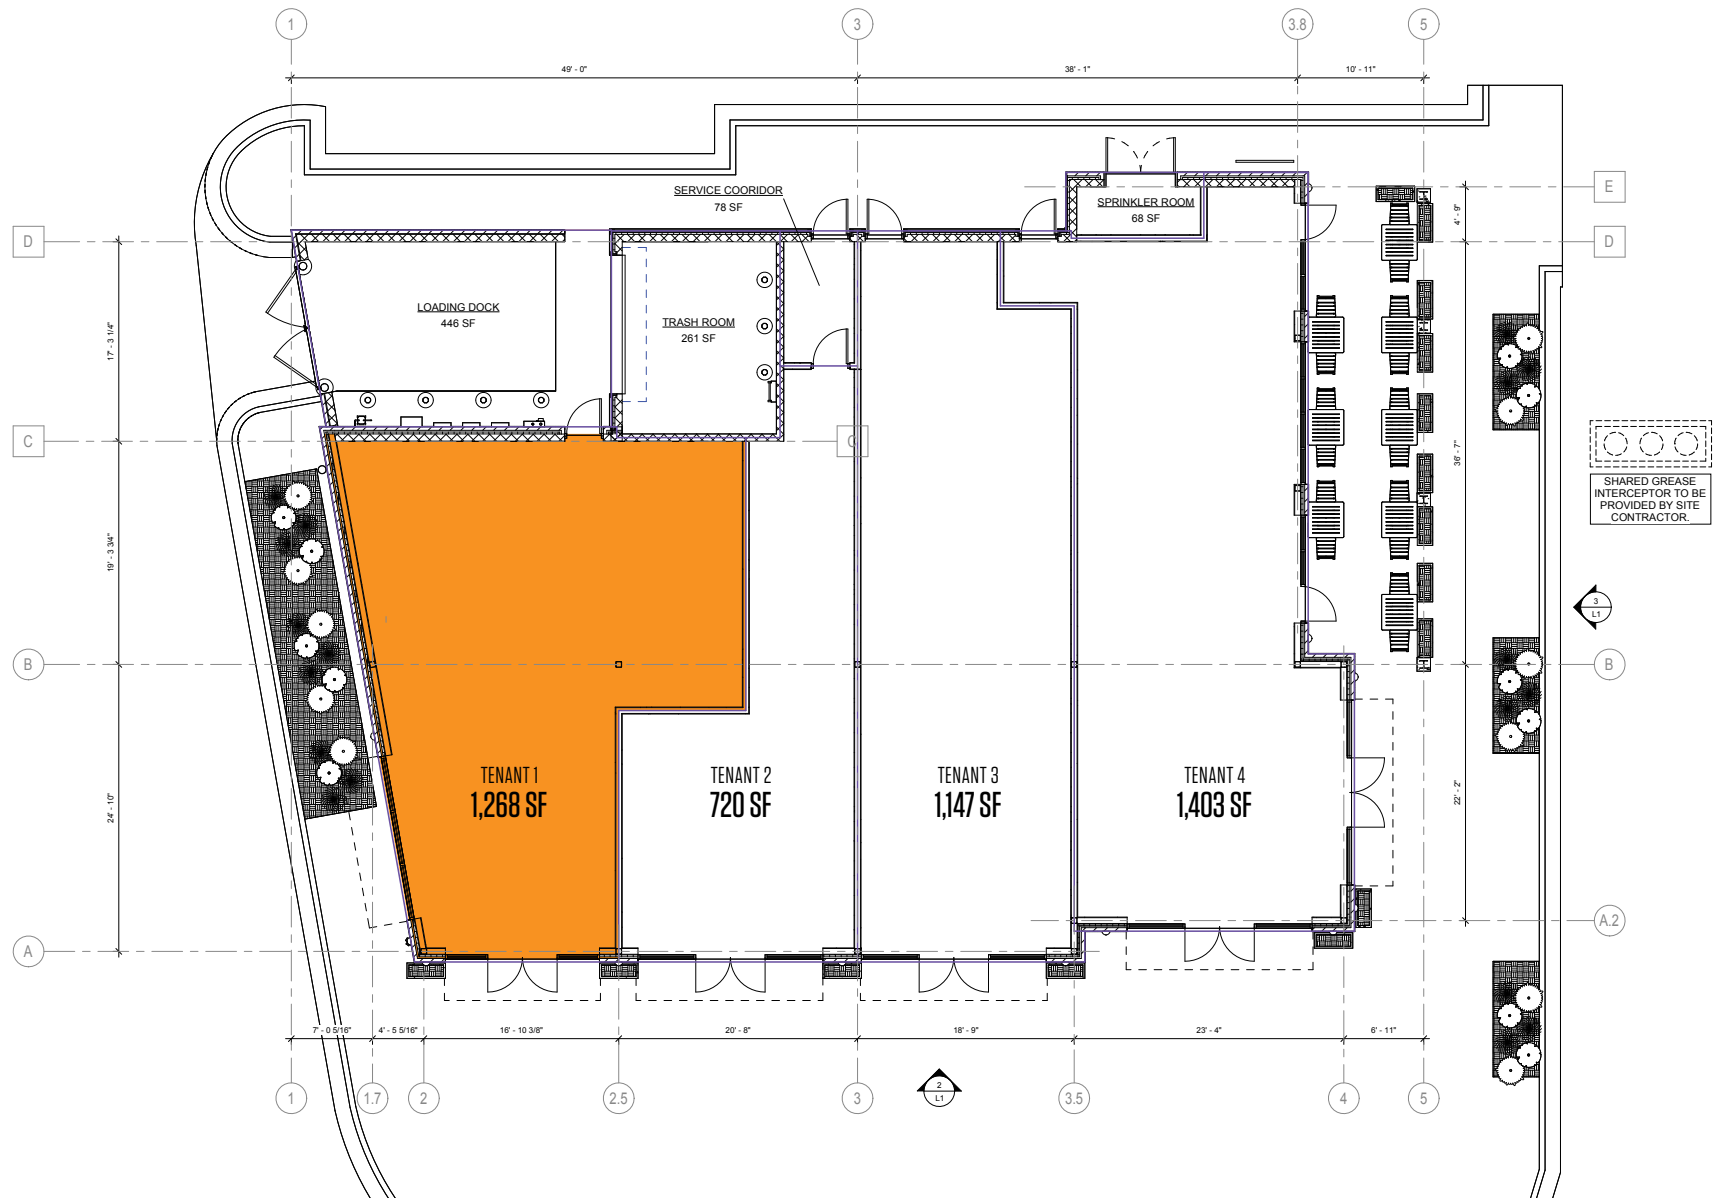 1
3
3.8
5
49' - 0"
38' - 1"
10' - 11"
SERVICE COORIDOR
78 SF
SPRINKLER ROOM
68 SF
E
D
D
4' - 9"
LOADING DOCK
446 SF
TRASH ROOM
261 SF
17' - 3 1/4"
C
C
36' - 7"
SHARED GREASE
INTERCEPTOR TO BE
PROVIDED BY SITE
CONTRACTOR.
19' - 3 3/4"
3
L1
B
B
TENANT 1
1,268 SF
TENANT 2
720 SF
TENANT 3
1,147 SF
TENANT 4
1,403 SF
24' - 10"
22' - 2"
A
A.2
7' - 0 5/16"
4' - 5 5/16"
16' - 10 3/8"
20' - 8"
18' - 9"
23' - 4"
6' - 11"
2
L1
1
1.7
2
2.5
3
3.5
4
5